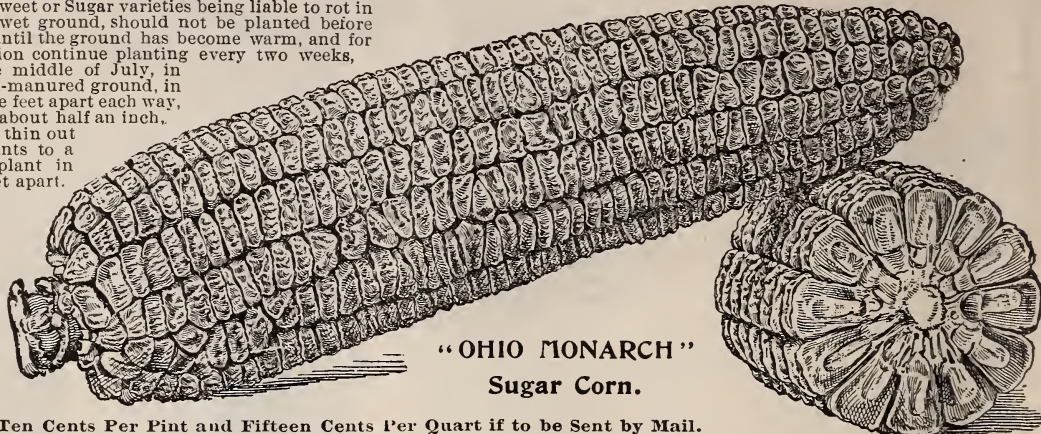 weet or Sugar varieties being liable to rot in
wet ground, should not be planted before
ntil the ground has become warm, and for
ion continue planting every two weeks,
e middle of July, in
-manured ground, in
e feet apart each way,
about half an inch,
thin out
nts to a
plant in
t apart.
"OHIO MONARCH"
Sugar Corn.
Ten Cents Per Pint and Fifteen Cents Per Quart if to be Sent by Mail.